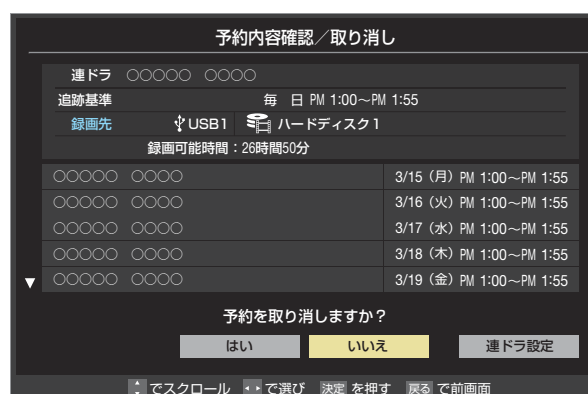 予約内容確認／取り消し
連ドラ ○○○○○ ○○○○
追跡基準 毎 日 PM 1:00～PM 1:55
録画先 USB1 ハードディスク1
録画可能時間：26時間50分
○○○○○ ○○○○ 3/15（月）PM 1:00～PM 1:55
○○○○○ ○○○○ 3/16（火）PM 1:00～PM 1:55
○○○○○ ○○○○ 3/17（水）PM 1:00～PM 1:55
○○○○○ ○○○○ 3/18（木）PM 1:00～PM 1:55
▼ ○○○○○ ○○○○ 3/19（金）PM 1:00～PM 1:55
予約を取り消しますか？
はい いいえ 連ドラ設定
でスクロール で選び 決定 を押す 戻る で前画面